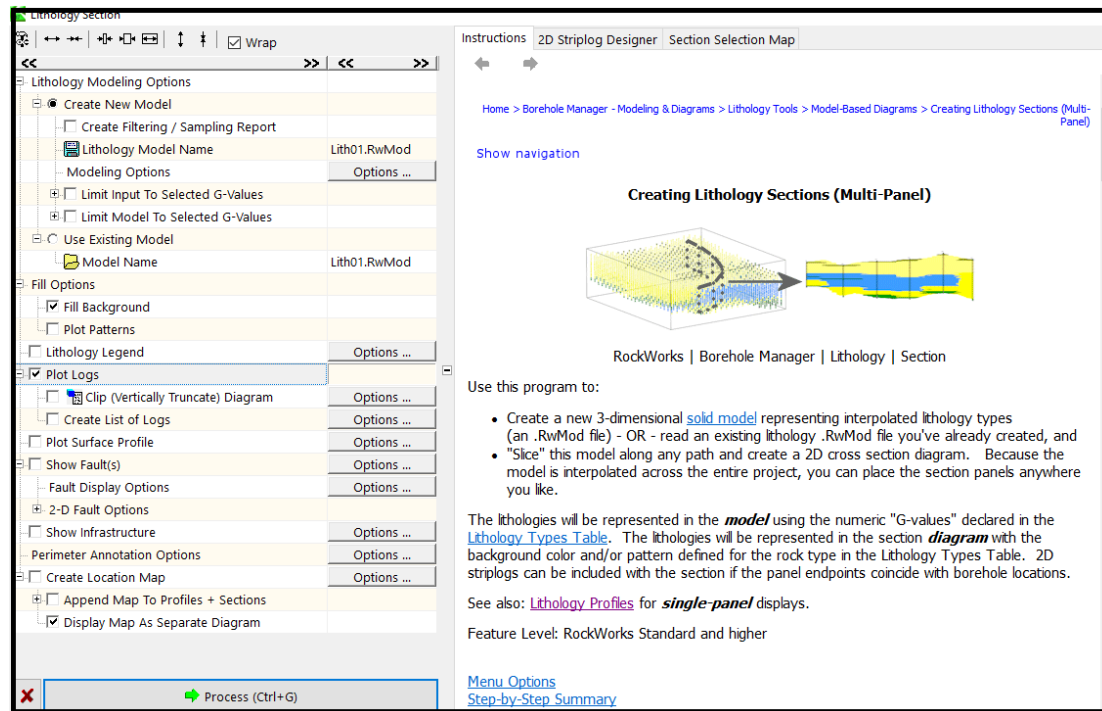 Lithology Section
Wrap
<< >> << >>
Lithology Modeling Options
Create New Model
Create Filtering / Sampling Report
Lithology Model Name Lith01.RwMod
Modeling Options Options ...
Limit Input To Selected G-Values
Limit Model To Selected G-Values
Use Existing Model
Model Name Lith01.RwMod
Fill Options
Fill Background
Plot Patterns
Lithology Legend Options ...
Plot Logs
Clip (Vertically Truncate) Diagram Options ...
Create List of Logs Options ...
Plot Surface Profile Options ...
Show Fault(s) Options ...
Fault Display Options Options ...
2-D Fault Options
Show Infrastructure Options ...
Perimeter Annotation Options Options ...
Create Location Map Options ...
Append Map To Profiles + Sections
Display Map As Separate Diagram
Process (Ctrl+G)
Instructions 2D Striplog Designer Section Selection Map
Home > Borehole Manager - Modeling & Diagrams > Lithology Tools > Model-Based Diagrams > Creating Lithology Sections (Multi-
Panel)
Show navigation
Creating Lithology Sections (Multi-Panel)
RockWorks | Borehole Manager | Lithology | Section
Use this program to:
• Create a new 3-dimensional solid model representing interpolated lithology types
(an .RwMod file) - OR - read an existing lithology .RwMod file you've already created, and
• "Slice" this model along any path and create a 2D cross section diagram. Because the
model is interpolated across the entire project, you can place the section panels anywhere
you like.
The lithologies will be represented in the model using the numeric "G-values" declared in the
Lithology Types Table. The lithologies will be represented in the section diagram with the
background color and/or pattern defined for the rock type in the Lithology Types Table. 2D
striplogs can be included with the section if the panel endpoints coincide with borehole locations.
See also: Lithology Profiles for single-panel displays.
Feature Level: RockWorks Standard and higher
Menu Options
Step-by-Step Summary